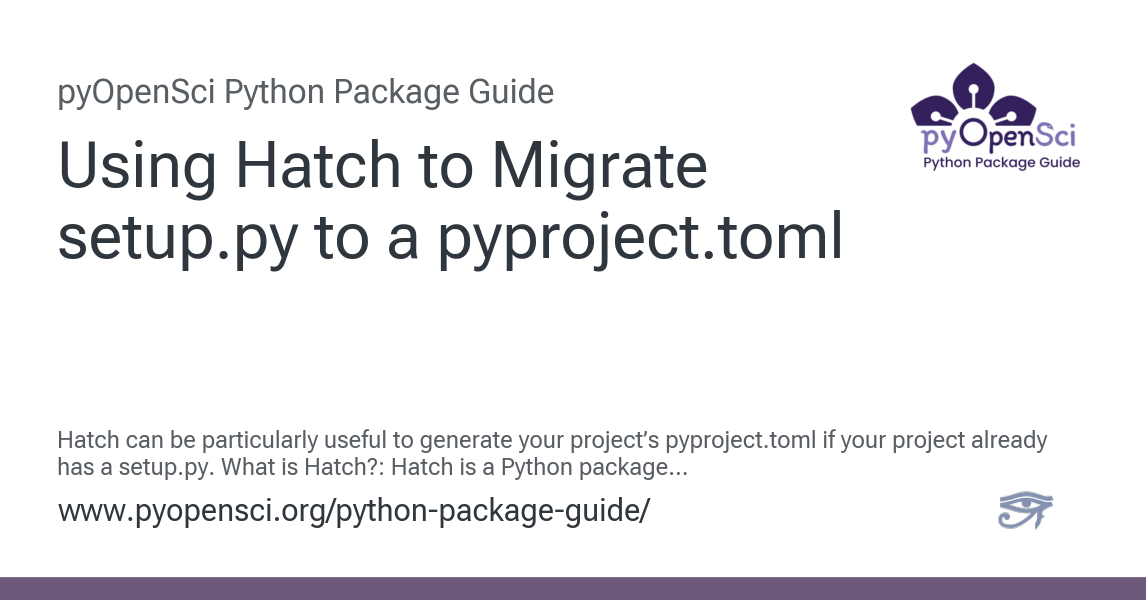 pyOpenSci Python Package Guide
Using Hatch to Migrate
setup.py to a pyproject.toml
pyOpenSci
Python Package Guide
Hatch can be particularly useful to generate your project’s pyproject.toml if your project already
has a setup.py. What is Hatch?: Hatch is a Python package...
www.pyopensci.org/python-package-guide/